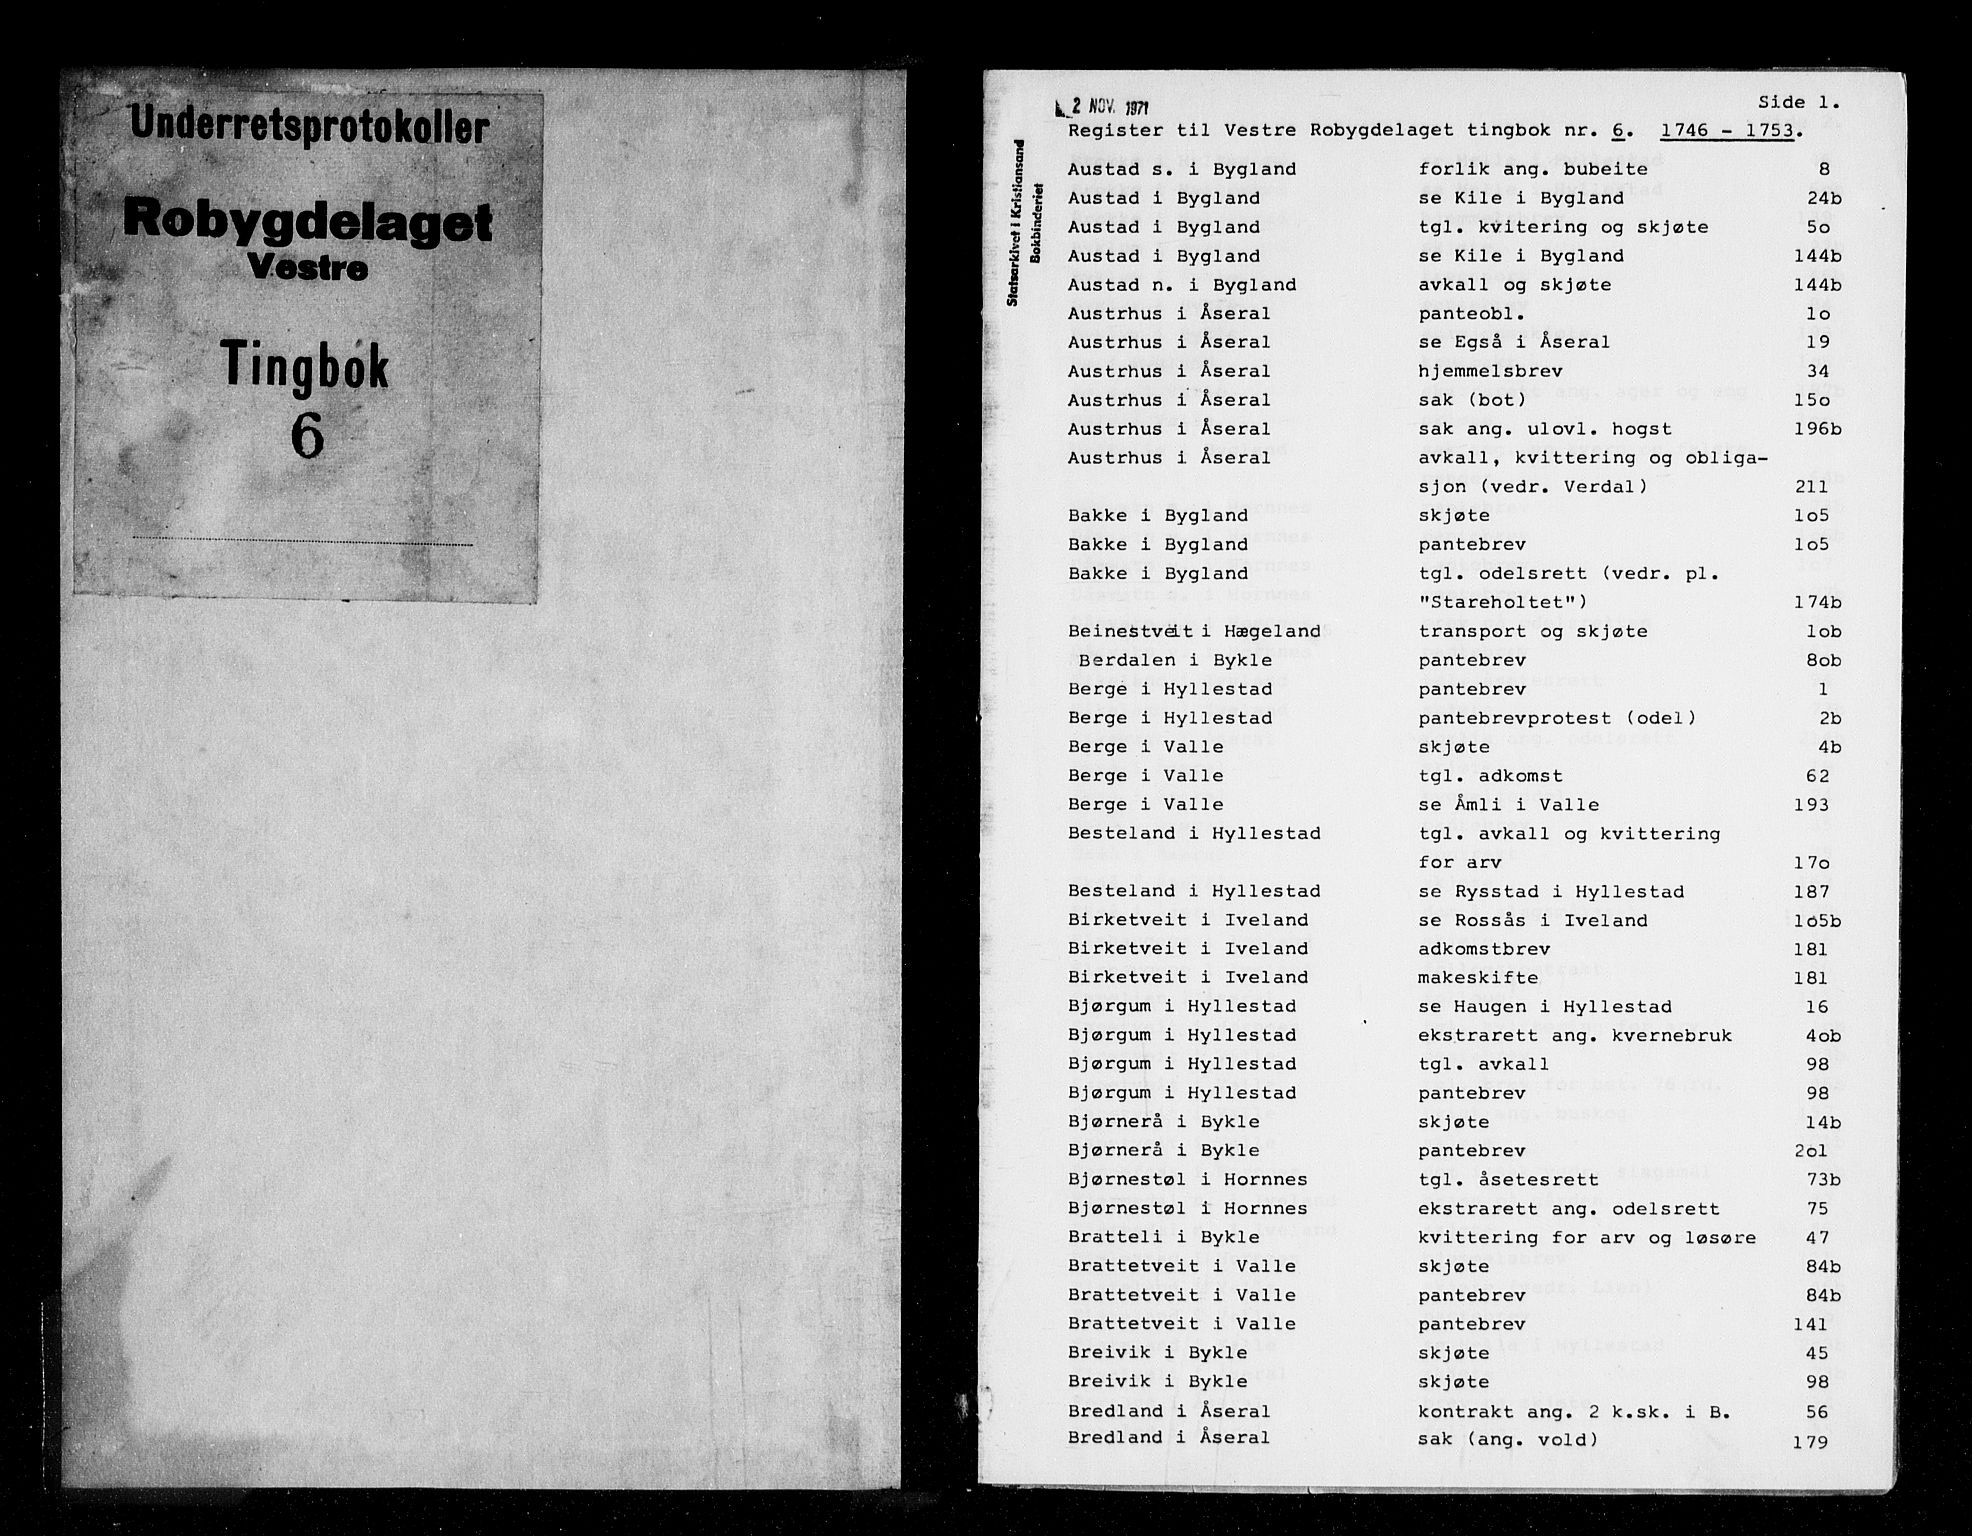 Underretsprotokoller
Robygdelaget
Vestre
Tingbok
6
2 NOV. 1971
Statsarkivet i Kristiansand
Bokbinderiet
Side 1.
Register til Vestre Robygdelaget tingbok nr. 6. 1746 - 1753.
Austad s. i Bygland forlik ang. bubeite 8
Austad i Bygland se Kile i Bygland 24b
Austad i Bygland tgl. kvitering og skjøte 5o
Austad i Bygland se Kile i Bygland 144b
Austad n. i Bygland avkall og skjøte 144b
Austrhus i Åseral panteobl. 1o
Austrhus i Åseral se Egså i Åseral 19
Austrhus i Åseral hjemmelsbrev 34
Austrhus i Åseral sak (bot) 15o
Austrhus i Åseral sak ang. ulovl. hogst 196b
Austrhus i Åseral avkall, kvittering og obliga-
sjon (vedr. Verdal) 211
Bakke i Bygland skjøte 1o5
Bakke i Bygland pantebrev 1o5
Bakke i Bygland tgl. odelsrett (vedr. pl.
"Stareholtet") 174b
Beinestveit i Hægeland transport og skjøte 1ob
Berdalen i Bykle pantebrev 8ob
Berge i Hyllestad pantebrev 1
Berge i Hyllestad pantebrevprotest (odel) 2b
Berge i Valle skjøte 4b
Berge i Valle tgl. adkomst 62
Berge i Valle se Åmli i Valle 193
Besteland i Hyllestad tgl. avkall og kvittering
for arv 17o
Besteland i Hyllestad se Rysstad i Hyllestad 187
Birketveit i Iveland se Rossås i Iveland 1o5b
Birketveit i Iveland adkomstbrev 181
Birketveit i Iveland makeskifte 181
Bjørgum i Hyllestad se Haugen i Hyllestad 16
Bjørgum i Hyllestad ekstrarett ang. kvernebruk 4ob
Bjørgum i Hyllestad tgl. avkall 98
Bjørgum i Hyllestad pantebrev 98
Bjørnerå i Bykle skjøte 14b
Bjørnerå i Bykle pantebrev 2o1
Bjørnestøl i Hornnes tgl. åsetesrett 73b
Bjørnestøl i Hornnes ekstrarett ang. odelsrett 75
Bratteli i Bykle kvittering for arv og løsøre 47
Brattetveit i Valle skjøte 84b
Brattetveit i Valle pantebrev 84b
Brattetveit i Valle pantebrev 141
Breivik i Bykle skjøte 45
Breivik i Bykle skjøte 98
Bredland i Åseral kontrakt ang. 2 k.sk. i B. 56
Bredland i Åseral sak (ang. vold) 179